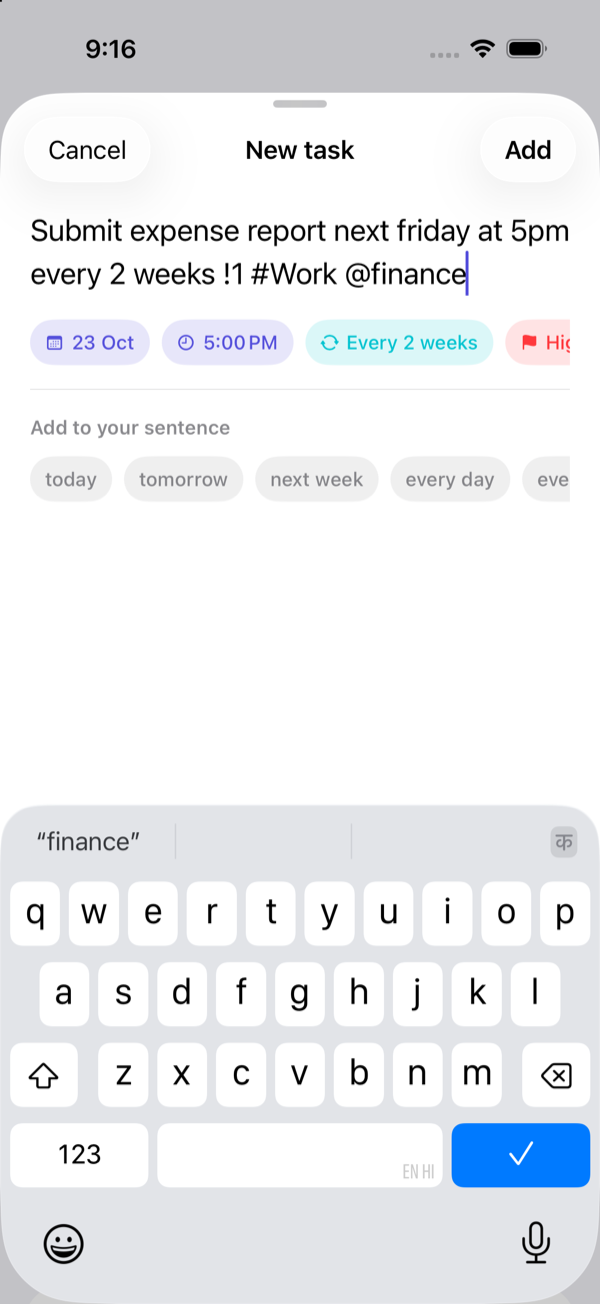 9:16
Cancel
New task
Add
Submit expense report next friday at 5pm
every 2 weeks !1 #Work @finance
23 Oct
5:00 PM
Every 2 weeks
Hig
Add to your sentence
today
tomorrow
next week
every day
eve
“finance”
क
q w e r t y u i o p
a s d f g h j k l
z x c v b n m
123
EN HI